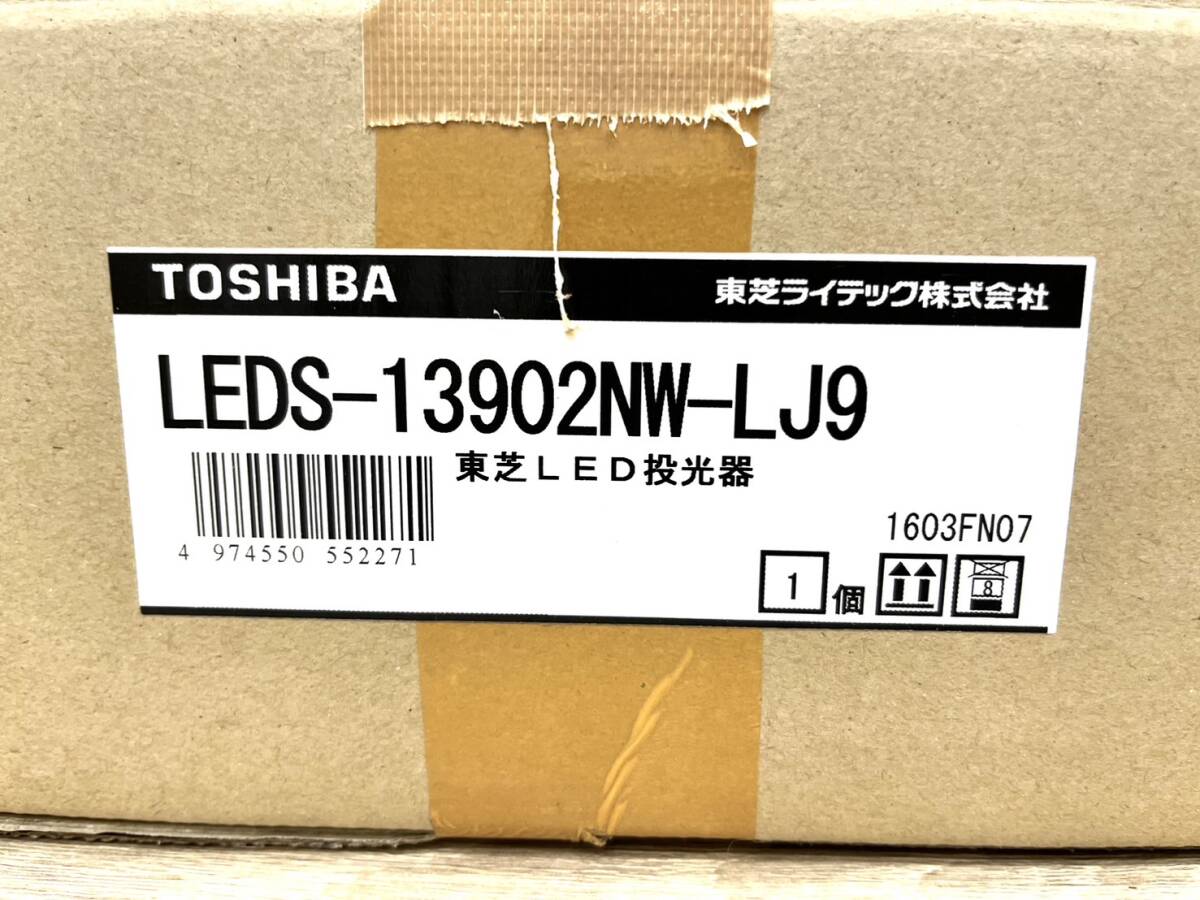 TOSHIBA 東芝ライテック株式会社
LEDS-13902NW-LJ9
東芝LED投光器
4 974550 552271
1603FN07
1 個
8